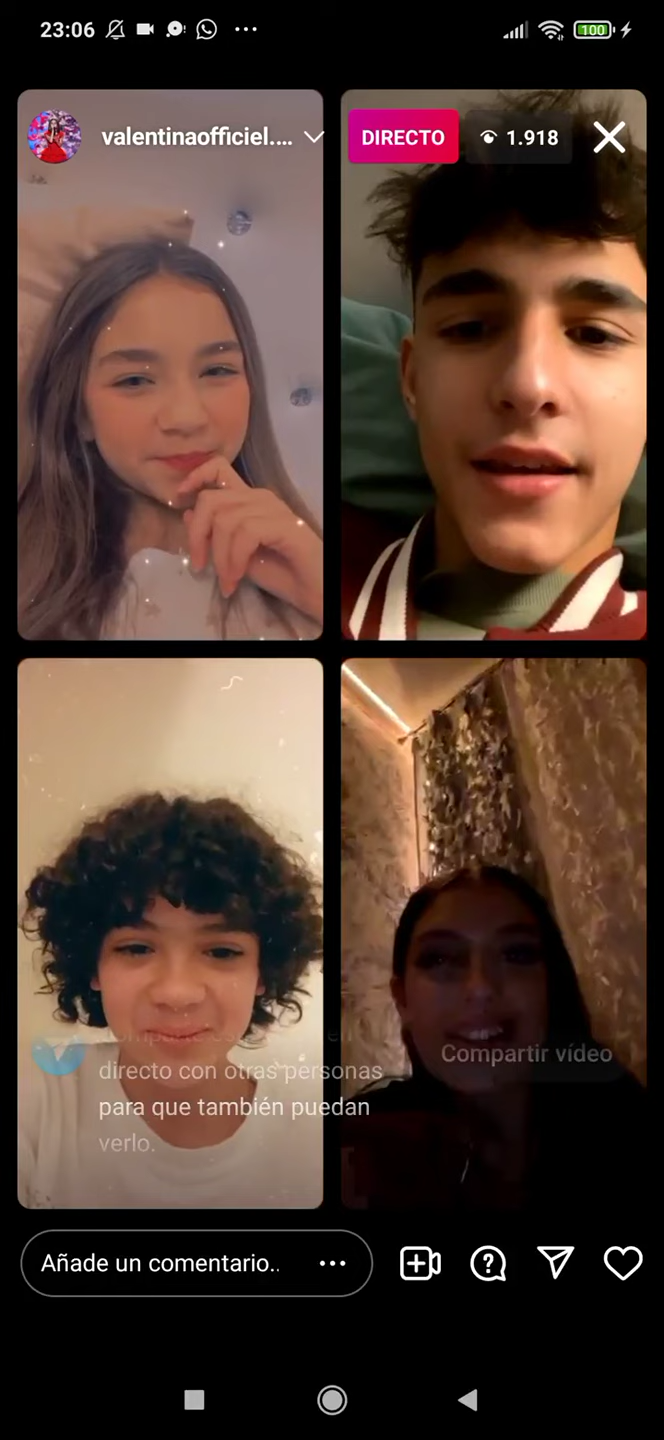 23:06
100
valentinaofficiel....
DIRECTO
1.918
directo con otras personas
para que también puedan
verlo.
Compartir vídeo
Añade un comentario..